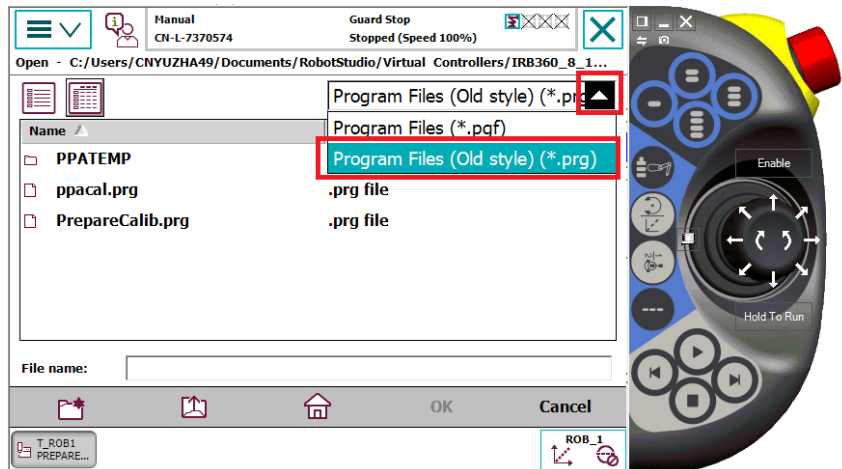 Manual
CN-L-7370574
Guard Stop
Stopped (Speed 100%)
Open - C:/Users/CNYUZHA49/Documents/RobotStudio/Virtual Controllers/IRB360_8_1...
Program Files (Old style) (*.prg
Name
Program Files (*.pgf)
Program Files (Old style) (*.prg)
PPATEMP
ppacal.prg
.prg file
PrepareCalib.prg
.prg file
File name:
OK
Cancel
T_ROB1
PREPARE...
ROB_1
Enable
Hold To Run